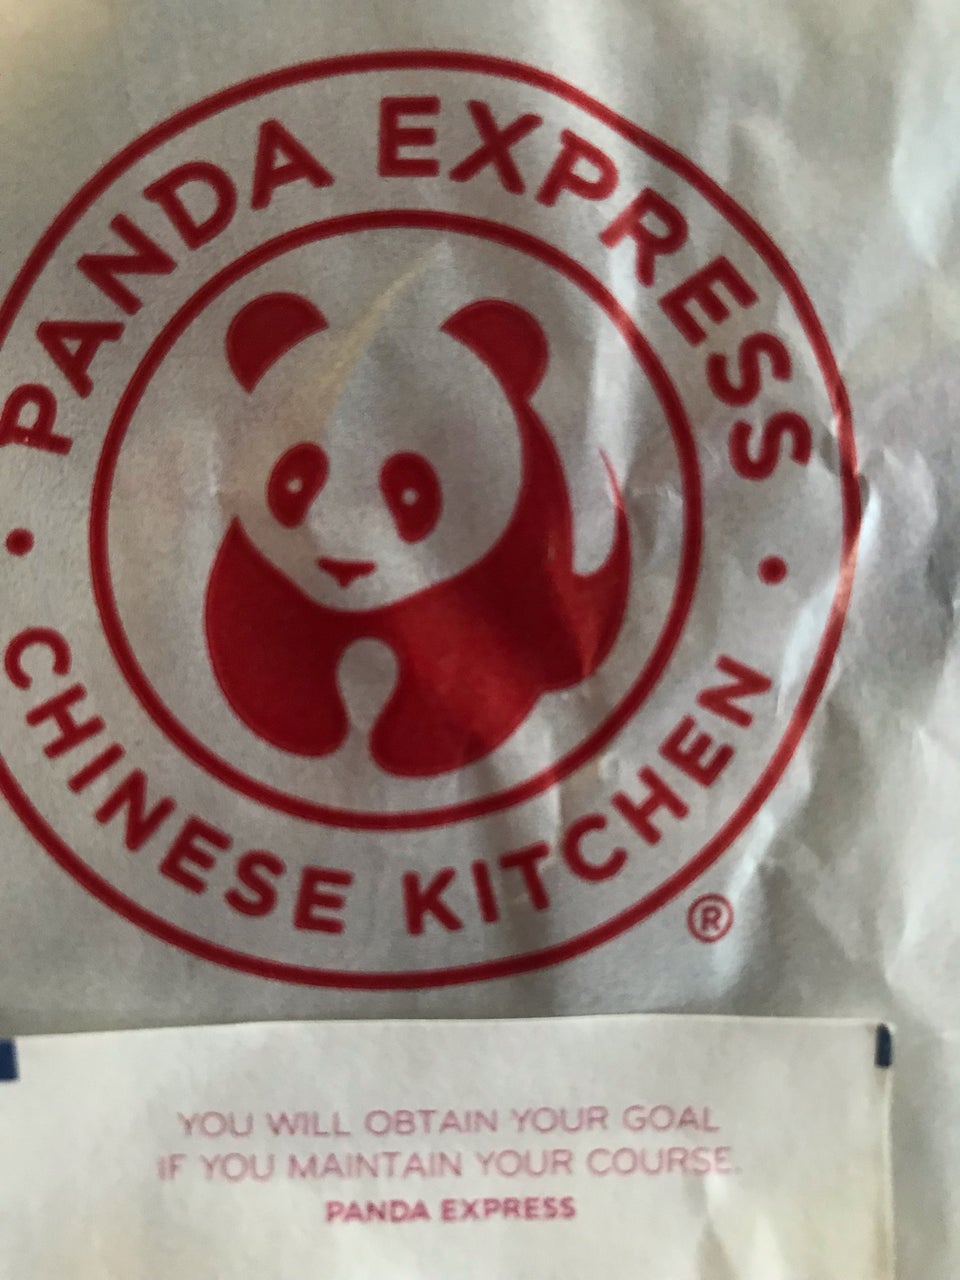 PANDA EXPRESS
• CHINESE KITCHEN •
®
YOU WILL OBTAIN YOUR GOAL
IF YOU MAINTAIN YOUR COURSE.
PANDA EXPRESS